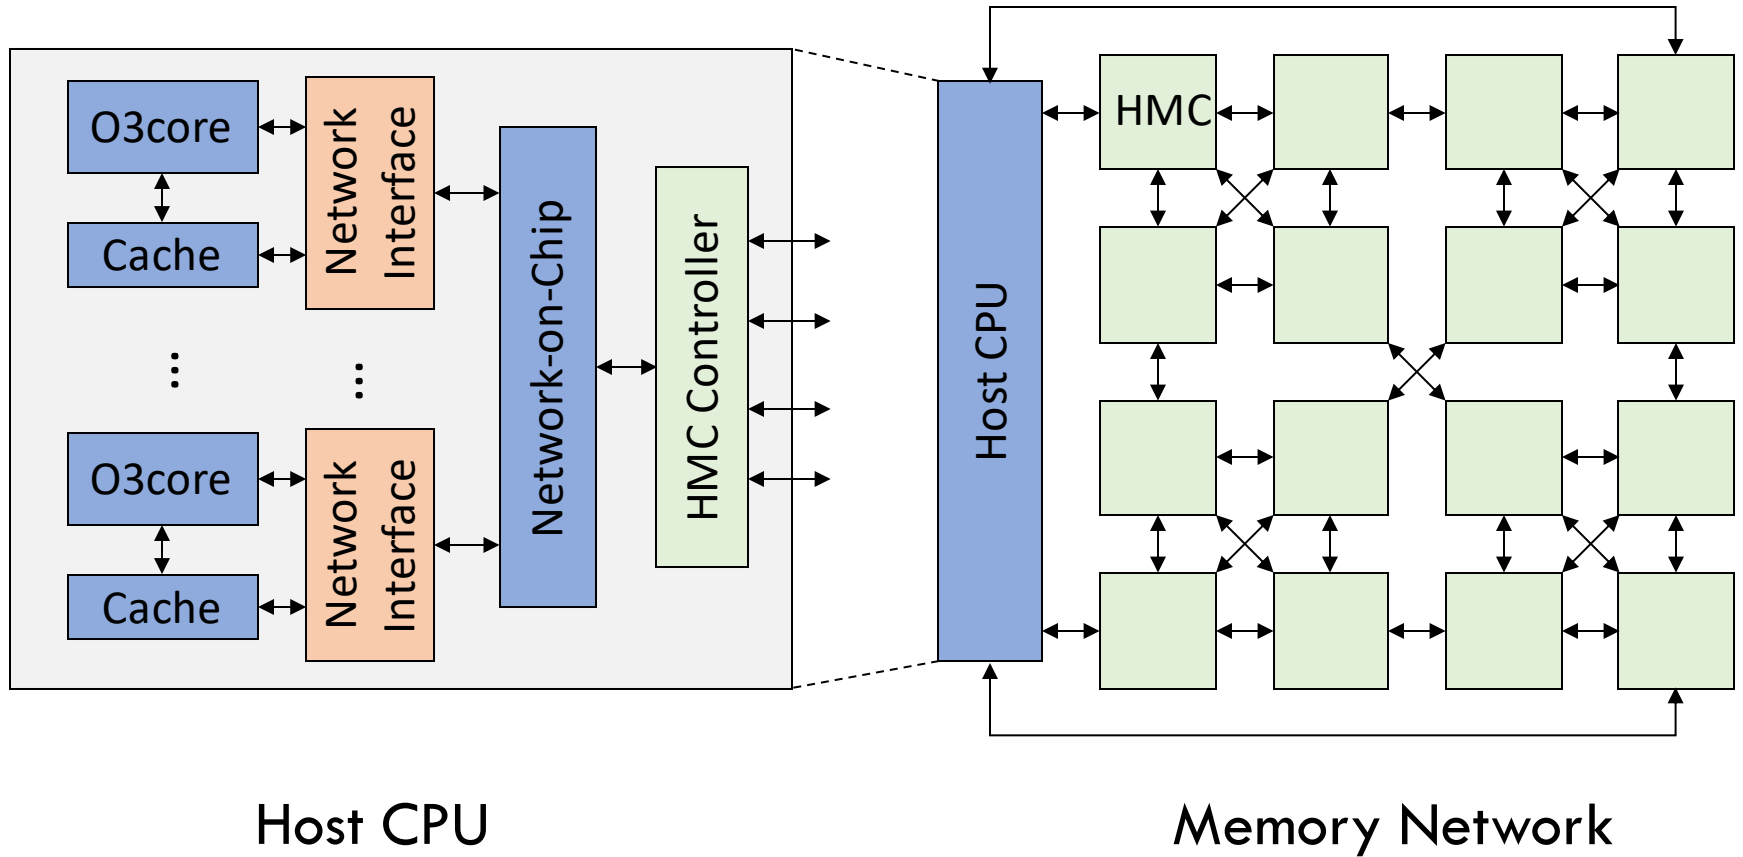 O3core
Cache
Network
Interface
...
...
O3core
Cache
Network
Interface
Network-on-Chip
HMC Controller
Host CPU
HMC
Host CPU
Memory Network